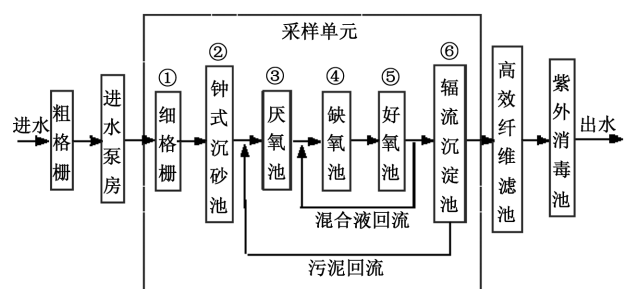 采样单元
进水
粗格栅
进水泵房
①
细格栅
②
钟式沉砂池
③
厌氧池
④
缺氧池
⑤
好氧池
⑥
辐流沉淀池
高效纤维滤池
紫外消毒池
出水
混合液回流
污泥回流